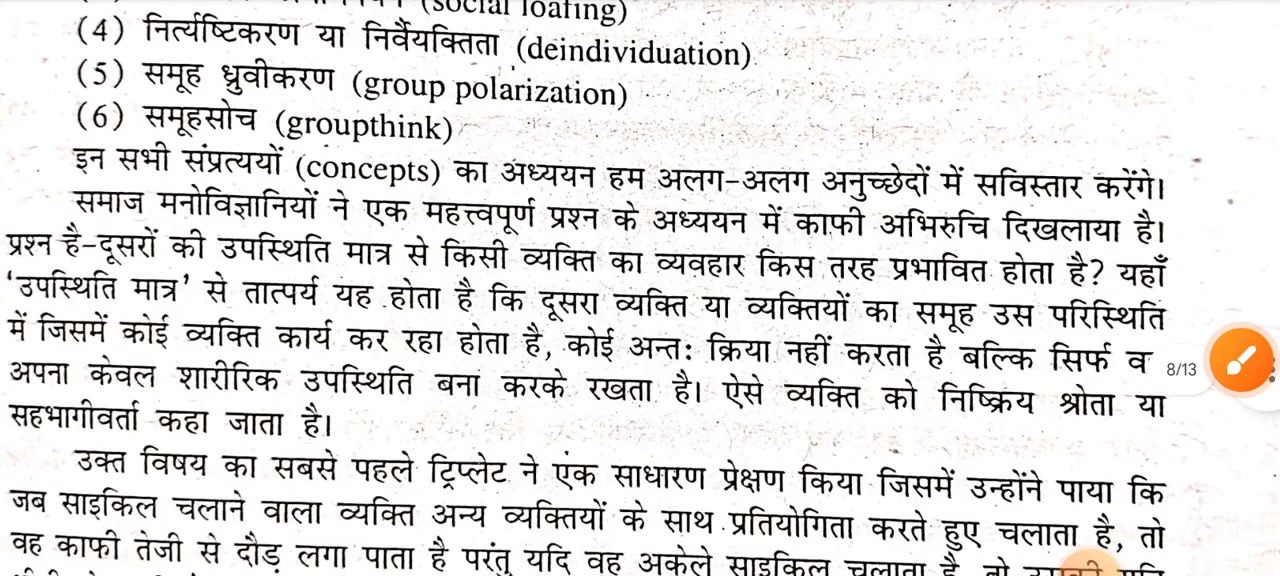 (social loafing)
(4) नित्यष्टिकरण या निर्वैयक्तिता (deindividuation)
(5) समूह ध्रुवीकरण (group polarization)
(6) समूहसोच (groupthink)
इन सभी संप्रत्ययों (concepts) का अध्ययन हम अलग-अलग अनुच्छेदों में सविस्तार करेंगे।
समाज मनोविज्ञानियों ने एक महत्त्वपूर्ण प्रश्न के अध्ययन में काफी अभिरुचि दिखलाया है।
प्रश्न है-दूसरों की उपस्थिति मात्र से किसी व्यक्ति का व्यवहार किस तरह प्रभावित होता है? यहाँ
‘उपस्थिति मात्र’ से तात्पर्य यह होता है कि दूसरा व्यक्ति या व्यक्तियों का समूह उस परिस्थिति
में जिसमें कोई व्यक्ति कार्य कर रहा होता है, कोई अन्तः क्रिया नहीं करता है बल्कि सिर्फ व
8/13
अपना केवल शारीरिक उपस्थिति बना करके रखता है। ऐसे व्यक्ति को निष्क्रिय श्रोता या
सहभागीवर्ता कहा जाता है।
उक्त विषय का सबसे पहले ट्रिप्लेट ने एंक साधारण प्रेक्षण किया जिसमें उन्होंने पाया कि
जब साइकिल चलाने वाला व्यक्ति अन्य व्यक्तियों के साथ प्रतियोगिता करते हुए चलाता है, तो
वह काफी तेजी से दौड़ लगा पाता है परंतु यदि वह अकेले साइकिल चलाता है, तो